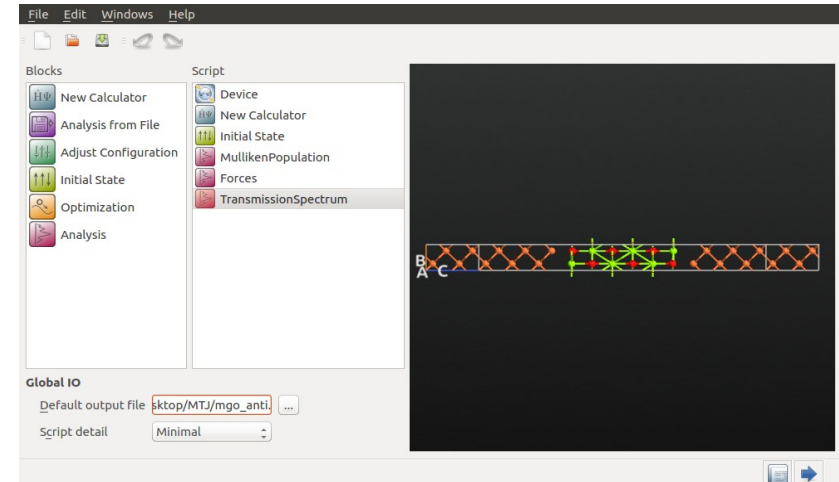 File Edit Windows Help
Blocks
New Calculator
Analysis from File
Adjust Configuration
Initial State
Optimization
Analysis
Script
Device
New Calculator
Initial State
MullikenPopulation
Forces
TransmissionSpectrum
B
A C
Global IO
Default output file sktop/MTJ/mgo_anti. ...
Script detail Minimal